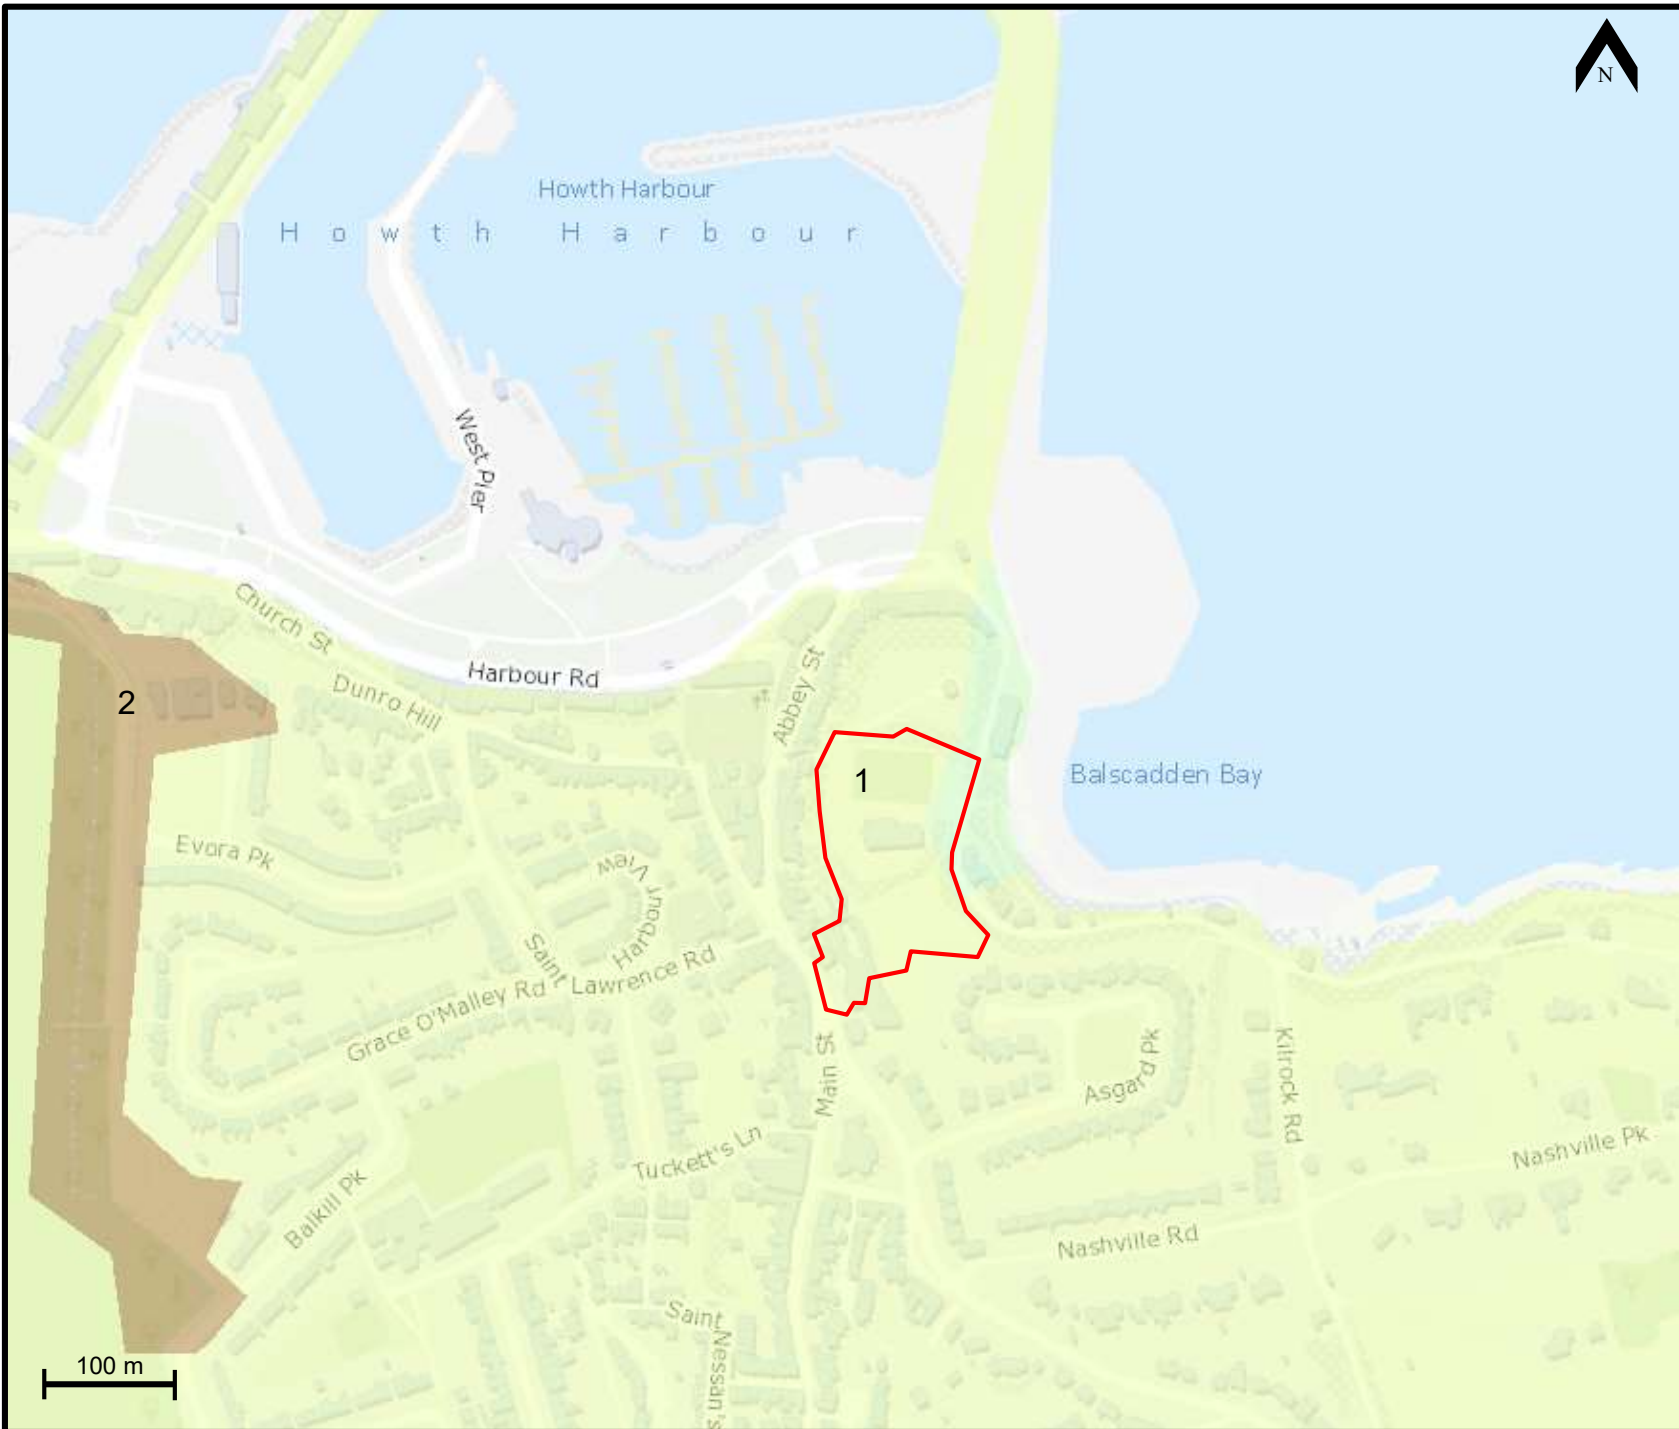 N
Howth Harbour
Howth Harbour
West Pier
Church St
Harbour Rd
Dunro Hill
Abbey St
2
1
Balscadden Bay
Evora Pk
Harbour View
Saint Lawrence Rd
Grace O'Malley Rd
Main St
Asgard Pk
Kilrock Rd
Tuckett's Ln
Nashville Pk
Balkill Pk
Nashville Rd
Saint Nessan's
100 m